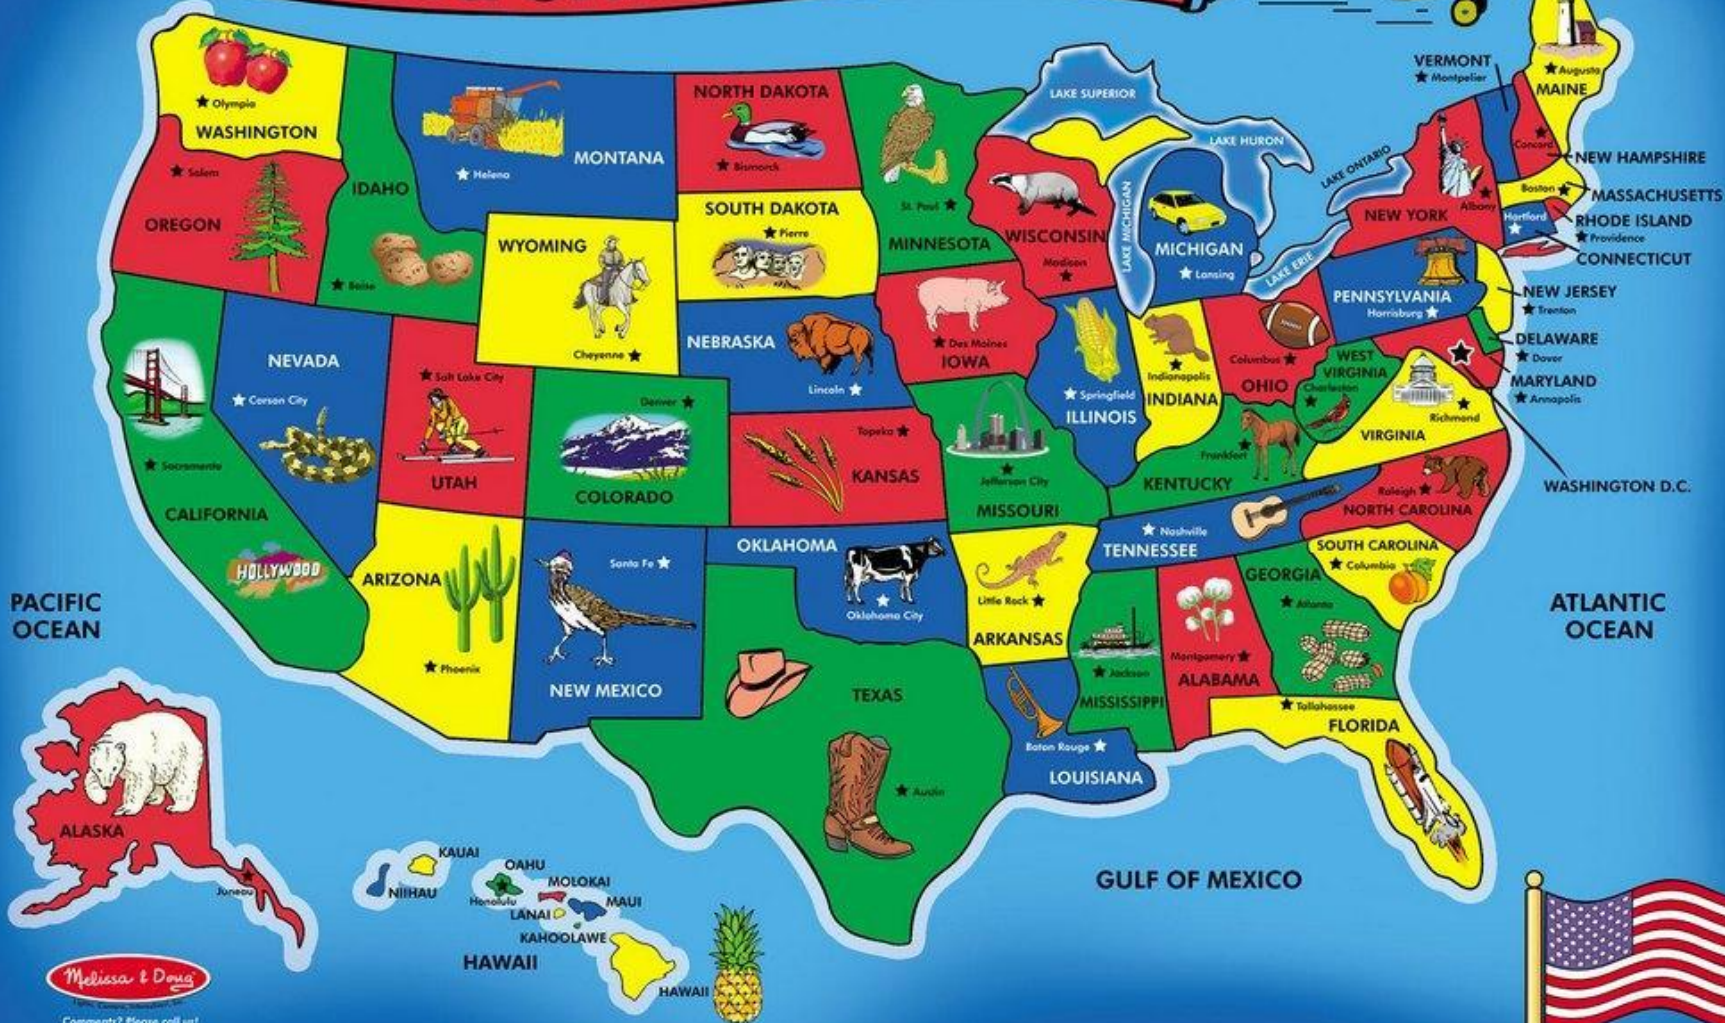 VERMONT
Montpelier
Augusta
MAINE
Olympia
WASHINGTON
MONTANA
Helena
NORTH DAKOTA
Bismarck
LAKE SUPERIOR
LAKE HURON
Concord
NEW HAMPSHIRE
Salem
OREGON
IDAHO
Boise
WYOMING
Cheyenne
SOUTH DAKOTA
Pierre
St. Paul
MINNESOTA
WISCONSIN
Madison
LAKE MICHIGAN
MICHIGAN
Lansing
LAKE ONTARIO
LAKE ERIE
NEW YORK
Albany
Boston
MASSACHUSETTS
Hartford
RHODE ISLAND
Providence
CONNECTICUT
PENNSYLVANIA
Harrisburg
NEW JERSEY
Trenton
DELAWARE
Dover
MARYLAND
Annapolis
NEVADA
Carson City
Salt Lake City
UTAH
Denver
COLORADO
NEBRASKA
Lincoln
Des Moines
IOWA
Springfield
ILLINOIS
Indianapolis
INDIANA
Columbus
OHIO
WEST
VIRGINIA
Charleston
Richmond
VIRGINIA
WASHINGTON D.C.
Sacramento
CALIFORNIA
HOLLYWOOD
Topeka
KANSAS
Jefferson City
MISSOURI
Frankfort
KENTUCKY
Raleigh
NORTH CAROLINA
Nashville
TENNESSEE
SOUTH CAROLINA
Columbia
ARIZONA
Phoenix
Santa Fe
NEW MEXICO
OKLAHOMA
Oklahoma City
Little Rock
ARKANSAS
GEORGIA
Atlanta
PACIFIC
OCEAN
ATLANTIC
OCEAN
TEXAS
Austin
Jackson
MISSISSIPPI
Montgomery
ALABAMA
Tallahassee
FLORIDA
Baton Rouge
LOUISIANA
GULF OF MEXICO
ALASKA
Juneau
KAUAI
NIIHAU
OAHU
Honolulu
MOLOKAI
LANAI
MAUI
KAHOOLAWE
HAWAII
HAWAII
Melissa & Doug
Comments? Please call us!